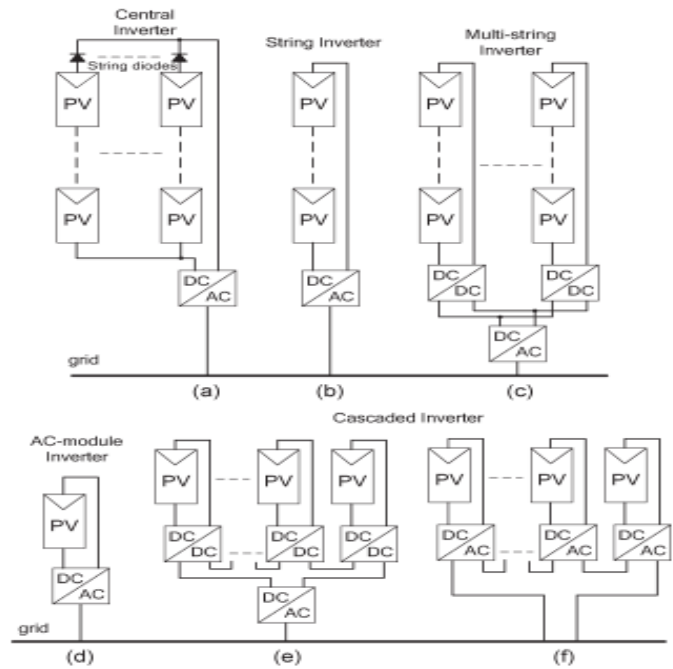 Central
Inverter
String Inverter
Multi-string
Inverter
String diodes
PV PV PV PV PV
PV PV PV PV PV
DC DC
DC DC
DC
AC
DC
AC
DC
AC
grid
(a) (b) (c)
Cascaded Inverter
AC-module
Inverter
PV PV PV PV PV PV
PV
DC
DC
DC
DC
DC
DC
DC
AC
DC
AC
DC
AC
DC
AC
DC
AC
grid
(d) (e) (f)